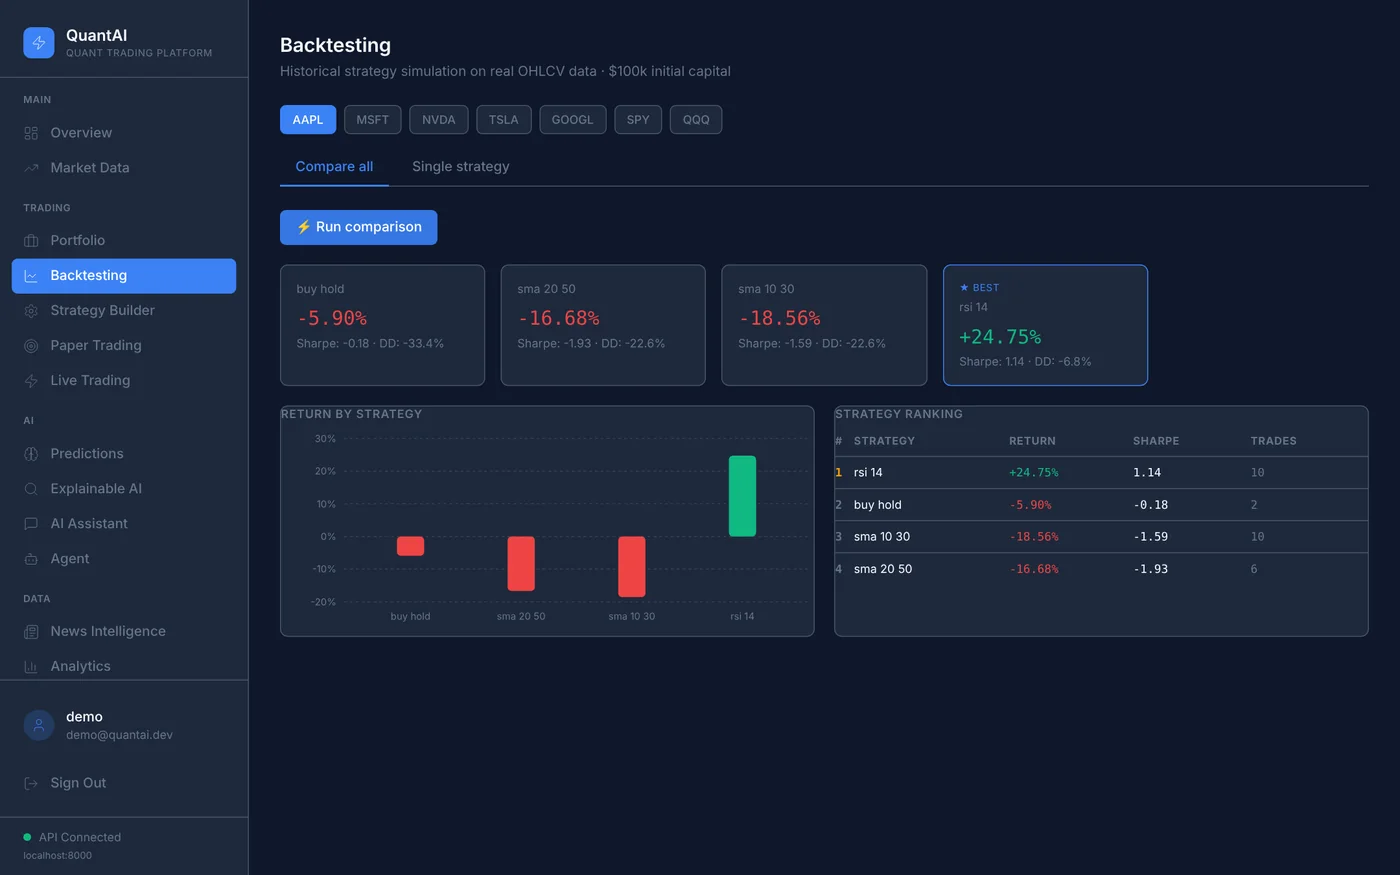 QuantAI
QUANT TRADING PLATFORM
MAIN
Overview
Market Data
TRADING
Portfolio
Backtesting
Strategy Builder
Paper Trading
Live Trading
AI
Predictions
Explainable AI
AI Assistant
Agent
DATA
News Intelligence
Analytics
demo
demo@quantai.dev
Sign Out
API Connected
localhost:8000
Backtesting
Historical strategy simulation on real OHLCV data · $100k initial capital
AAPL MSFT NVDA TSLA GOOGL SPY QQQ
Compare all Single strategy
⚡ Run comparison
buy hold
-5.90%
Sharpe: -0.18 · DD: -33.4%
sma 20 50
-16.68%
Sharpe: -1.93 · DD: -22.6%
sma 10 30
-18.56%
Sharpe: -1.59 · DD: -22.6%
★ BEST
rsi 14
+24.75%
Sharpe: 1.14 · DD: -6.8%
RETURN BY STRATEGY
30%
20%
10%
0%
-10%
-20%
buy hold sma 20 50 sma 10 30 rsi 14
STRATEGY RANKING
# STRATEGY RETURN SHARPE TRADES
1 rsi 14 +24.75% 1.14 10
2 buy hold -5.90% -0.18 2
3 sma 10 30 -18.56% -1.59 10
4 sma 20 50 -16.68% -1.93 6